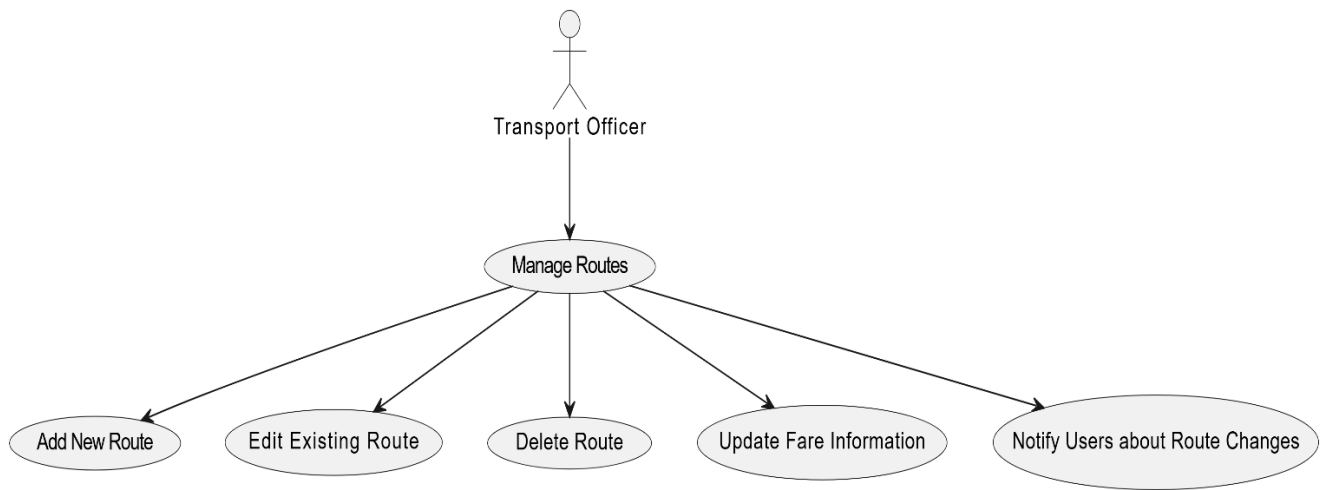 Transport Officer
Manage Routes
Add New Route
Edit Existing Route
Delete Route
Update Fare Information
Notify Users about Route Changes